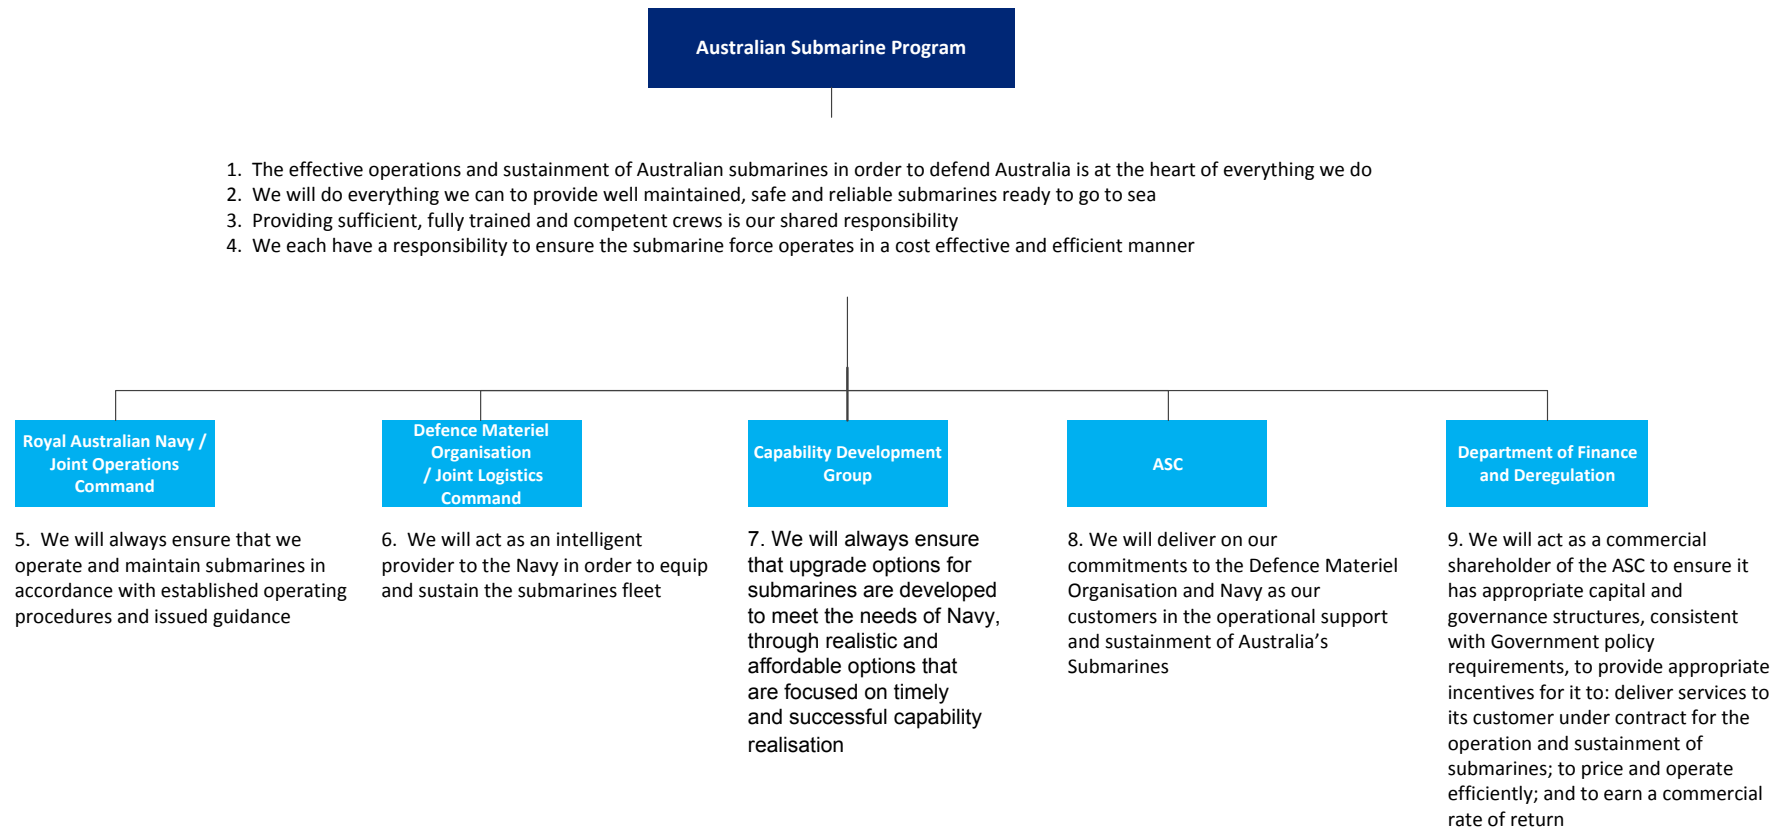 Australian Submarine Program
1. The effective operations and sustainment of Australian submarines in order to defend Australia is at the heart of everything we do
2. We will do everything we can to provide well maintained, safe and reliable submarines ready to go to sea
3. Providing sufficient, fully trained and competent crews is our shared responsibility
4. We each have a responsibility to ensure the submarine force operates in a cost effective and efficient manner
Royal Australian Navy /
Joint Operations
Command
5. We will always ensure that we
operate and maintain submarines in
accordance with established operating
procedures and issued guidance
Defence Materiel
Organisation
/ Joint Logistics
Command
6. We will act as an intelligent
provider to the Navy in order to equip
and sustain the submarines fleet
Capability Development
Group
7. We will always ensure
that upgrade options for
submarines are developed
to meet the needs of Navy,
through realistic and
affordable options that
are focused on timely
and successful capability
realisation
ASC
8. We will deliver on our
commitments to the Defence Materiel
Organisation and Navy as our
customers in the operational support
and sustainment of Australia’s
Submarines
Department of Finance
and Deregulation
9. We will act as a commercial
shareholder of the ASC to ensure it
has appropriate capital and
governance structures, consistent
with Government policy
requirements, to provide appropriate
incentives for it to: deliver services to
its customer under contract for the
operation and sustainment of
submarines; to price and operate
efficiently; and to earn a commercial
rate of return